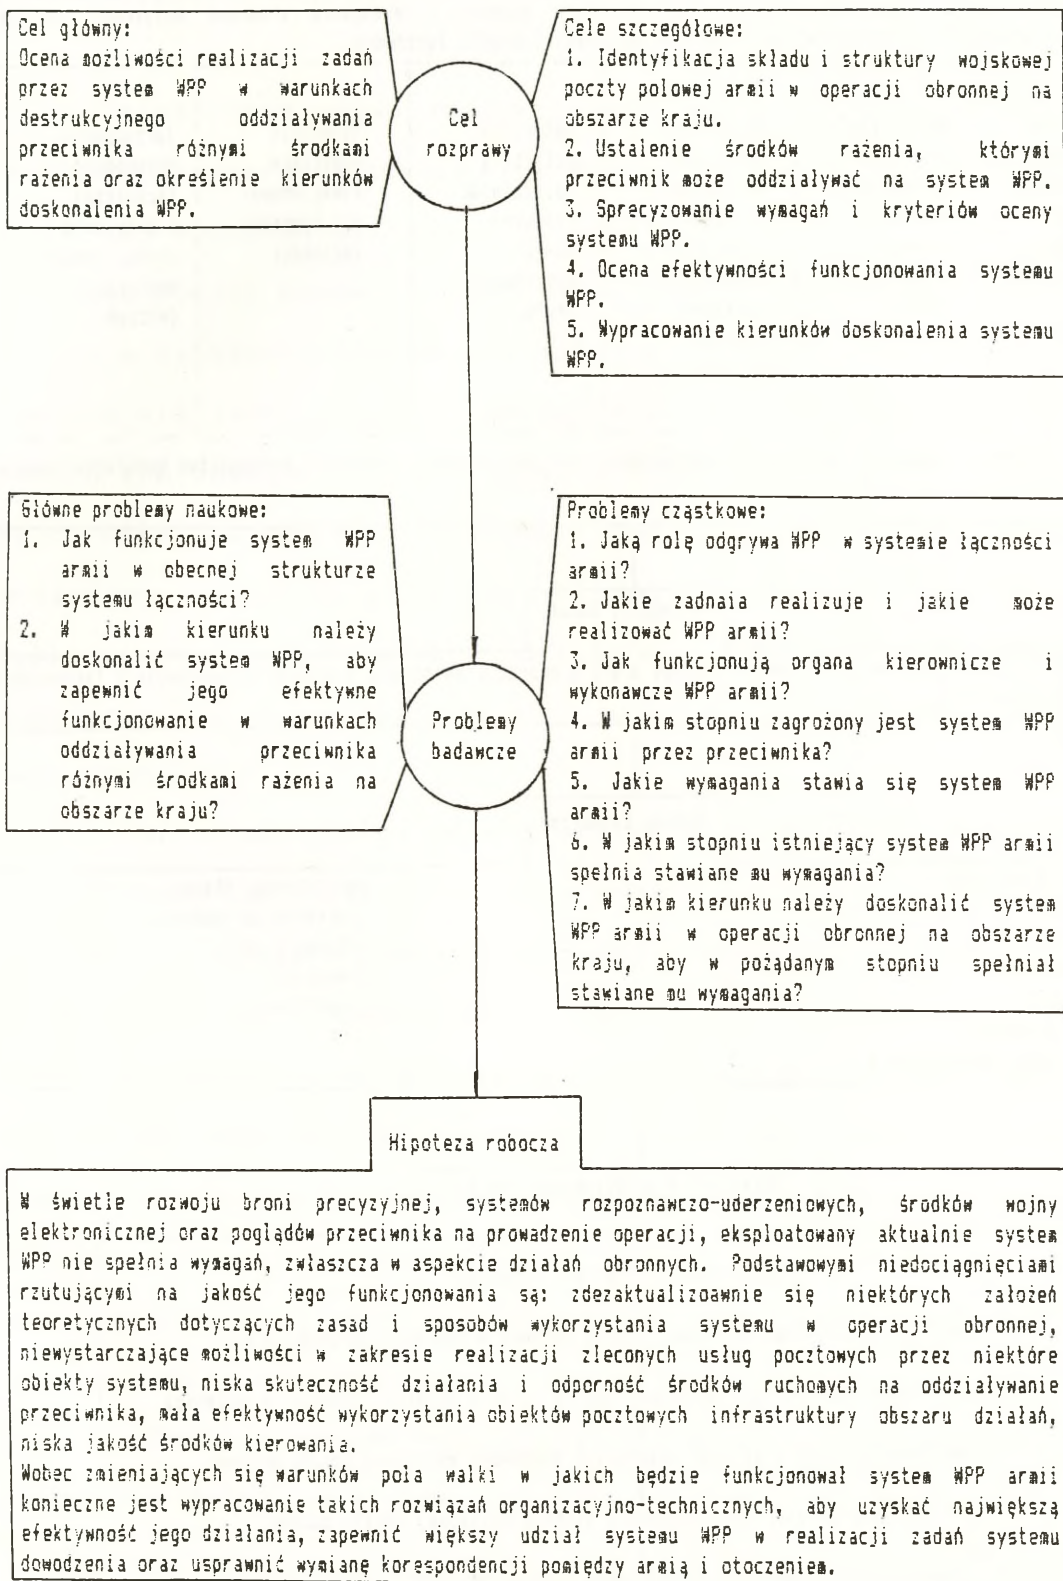 Cel główny:
Ocena możliwości realizacji zadań
przez system WPP w warunkach
destrukcyjnego oddziaływania
przeciwnika różnymi środkami
rażenia oraz określenie kierunków
doskonalenia WPP.
Cel
rozprawy
Cele szczegółowe:
1. Identyfikacja składu i struktury wojskowej
poczty polowej armii w operacji obronnej na
obszarze kraju.
2. Ustalenie środków rażenia, którymi
przeciwnik może oddziaływać na system WPP.
3. Sprecyzowanie wymagań i kryteriów oceny
systemu WPP.
4. Ocena efektywności funkcjonowania systemu
WPP.
5. Wypracowanie kierunków doskonalenia systemu
WPP.
Główne problemy naukowe:
1. Jak funkcjonuje system WPP
armii w obecnej strukturze
systemu łączności?
2. W jakim kierunku należy
doskonalić system WPP, aby
zapewnić jego efektywne
funkcjonowanie w warunkach
oddziaływania przeciwnika
różnymi środkami rażenia na
obszarze kraju?
Problemy
badawcze
Problemy cząstkowe:
1. Jaką rolę odgrywa WPP w systemie łączności
armii?
2. Jakie zadnaia realizuje i jakie może
realizować WPP armii?
3. Jak funkcjonują organa kierownicze i
wykonawcze WPP armii?
4. W jakim stopniu zagrożony jest system WPP
armii przez przeciwnika?
5. Jakie wymagania stawia się system WPP
armii?
6. W jakim stopniu istniejący system WPP armii
spełnia stawiane mu wymagania?
7. W jakim kierunku należy doskonalić system
WPP armii w operacji obronnej na obszarze
kraju, aby w pożądanym stopniu spełniał
stawiane mu wymagania?
Hipoteza robocza
W świetle rozwoju broni precyzyjnej, systemów rozpoznawczo-uderzeniowych, środków wojny
elektronicznej oraz poglądów przeciwnika na prowadzenie operacji, eksploatowany aktualnie system
WPP nie spełnia wymagań, zwłaszcza w aspekcie działań obronnych. Podstawowymi niedociągnięciami
rzutującymi na jakość jego funkcjonowania są: zdezaktualizoawnie się niektórych założeń
teoretycznych dotyczących zasad i sposobów wykorzystania systemu w operacji obronnej,
niewystarczające możliwości w zakresie realizacji zleconych usług pocztowych przez niektóre
obiekty systemu, niska skuteczność działania i odporność środków ruchomych na oddziaływanie
przeciwnika, mała efektywność wykorzystania obiektów pocztowych infrastruktury obszaru działań,
niska jakość środków kierowania.
Wobec zmieniających się warunków pola walki w jakich będzie funkcjonował system WPP armii
konieczne jest wypracowanie takich rozwiązań organizacyjno-technicznych, aby uzyskać największą
efektywność jego działania, zapewnić większy udział systemu WPP w realizacji zadań systemu
dowodzenia oraz usprawnić wymianę korespondencji pomiędzy armią i otoczeniem.